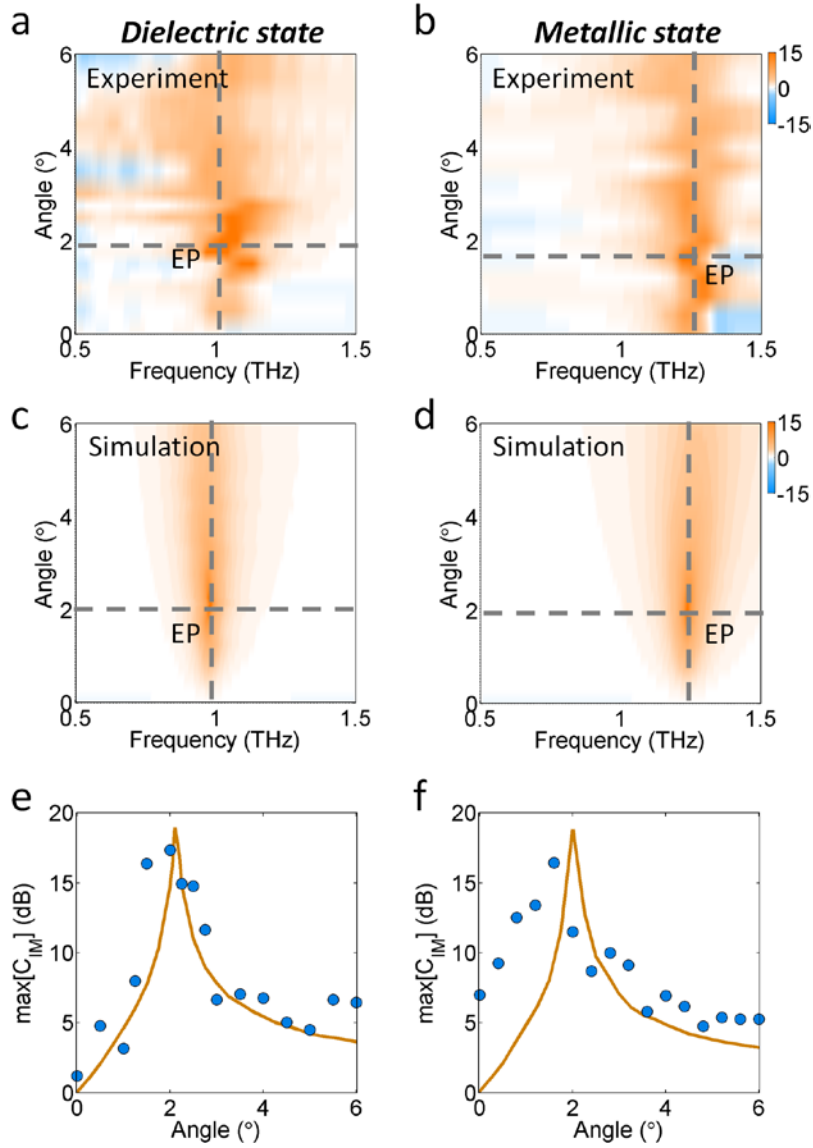 a
Dielectric state
b
Metallic state
6
4
2
0
Angle (°)
Experiment
EP
0.5
1
1.5
Frequency (THz)
6
4
2
0
Angle (°)
Experiment
EP
0.5
1
1.5
Frequency (THz)
15
0
-15
c
6
4
2
0
Angle (°)
Simulation
EP
0.5
1
1.5
Frequency (THz)
d
6
4
2
0
Angle (°)
Simulation
EP
0.5
1
1.5
Frequency (THz)
15
0
-15
e
20
15
10
5
0
max[C_IM] (dB)
0
2
4
6
Angle (°)
f
20
15
10
5
0
max[C_IM] (dB)
0
2
4
6
Angle (°)